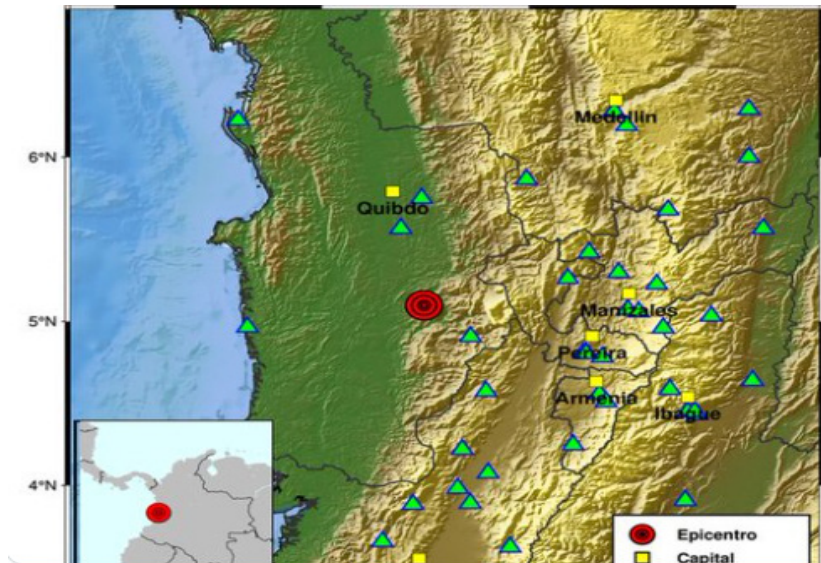 Medellin
6°N
Quibdo
5°N
Manizales
Pereira
Armenia
Ibague
4°N
Epicentro
Capital